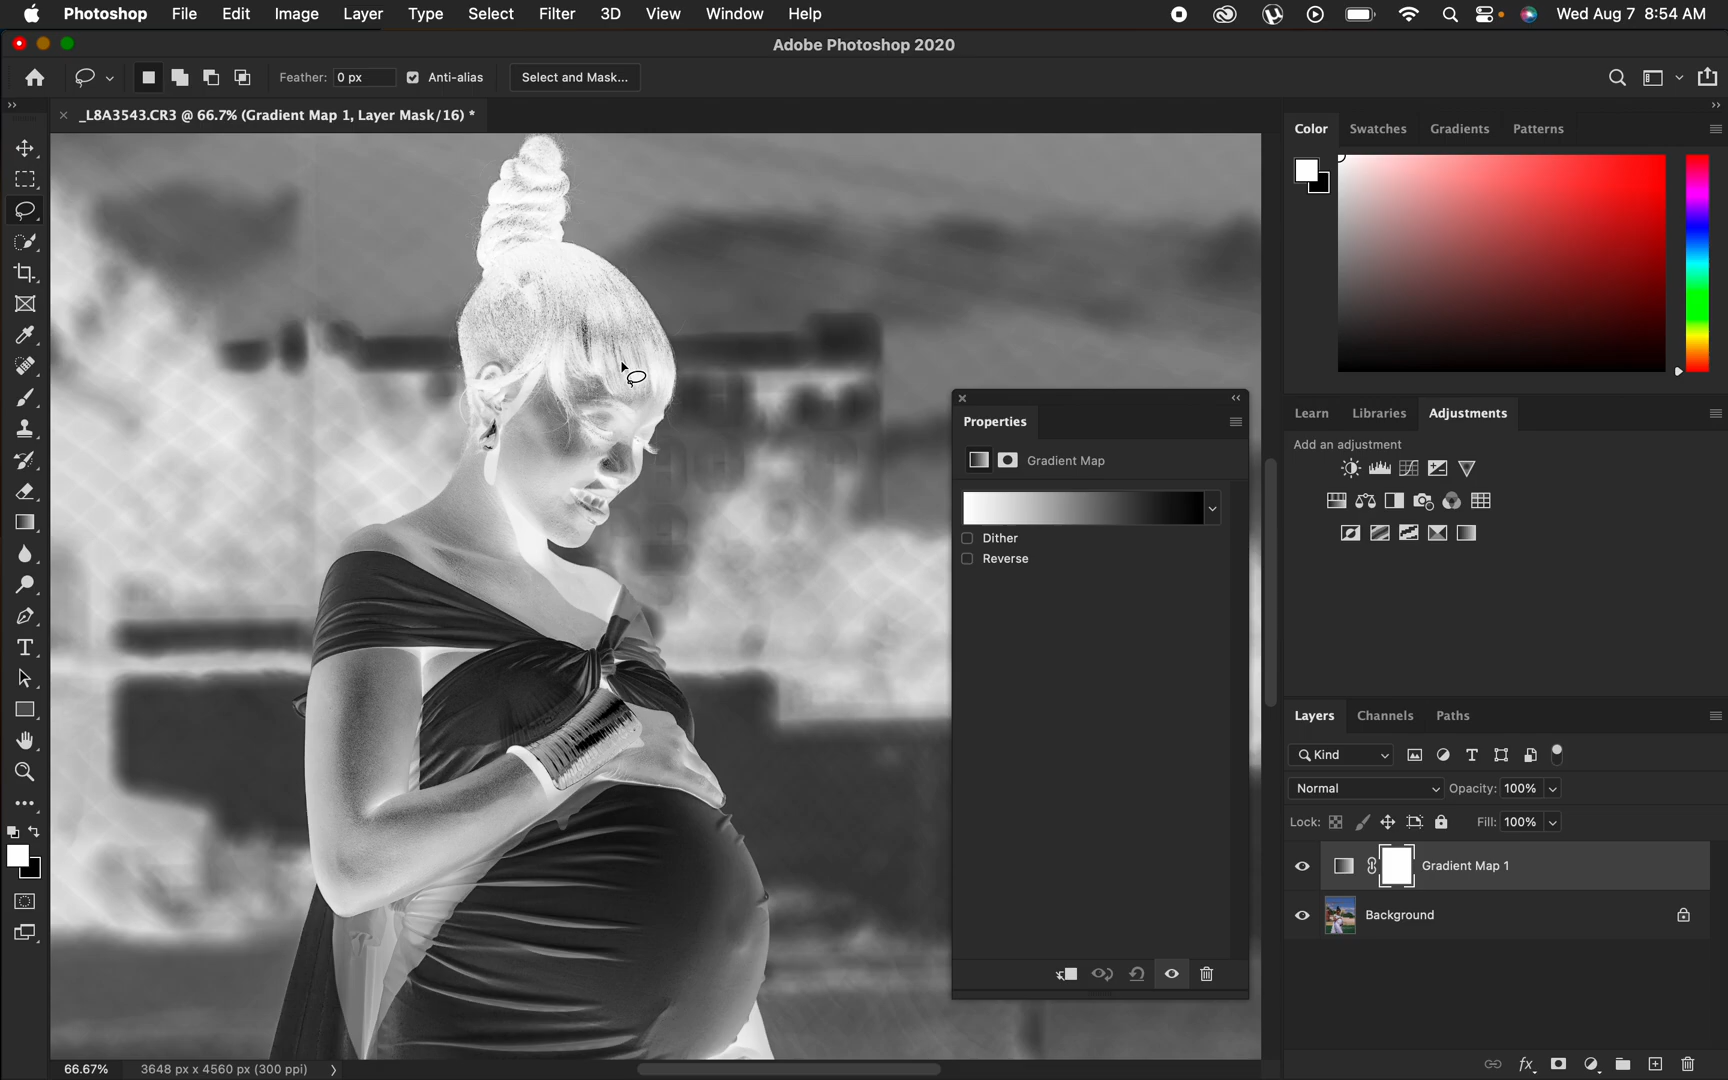 Photoshop File Edit Image Layer Type Select Filter 3D View Window Help Wed Aug 7 8:54 AM
Adobe Photoshop 2020
Feather: 0 px Anti-alias Select and Mask...
_L8A3543.CR3 @ 66.7% (Gradient Map 1, Layer Mask/16) *
Color Swatches Gradients Patterns
Properties
Gradient Map
Dither
Reverse
Learn Libraries Adjustments
Add an adjustment
Layers Channels Paths
Kind
Normal Opacity: 100%
Lock: Fill: 100%
Gradient Map 1
Background
66.67% 3648 px x 4560 px (300 ppi)